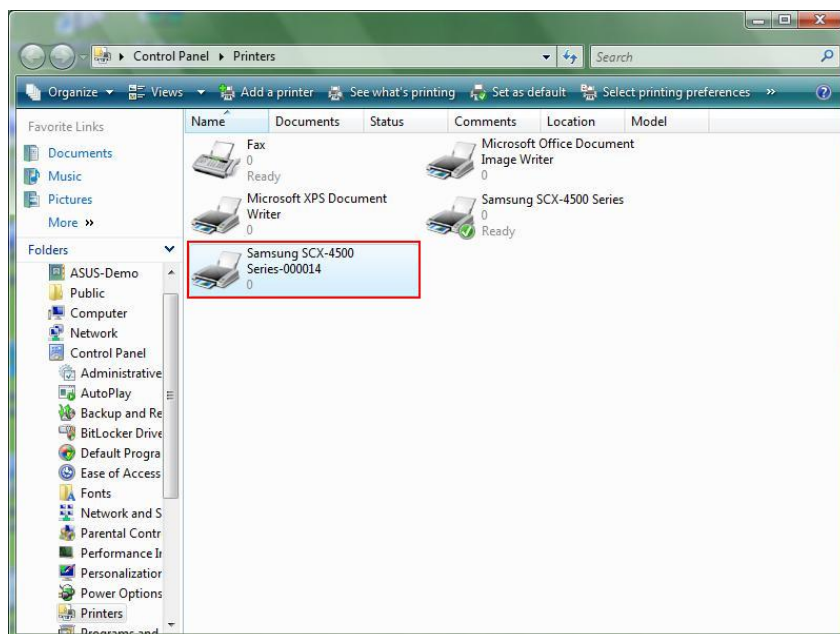 Control Panel ▸ Printers
Search
Organize Views Add a printer See what's printing Set as default Select printing preferences »
Favorite Links
Documents
Music
Pictures
More »
Folders
ASUS-Demo
Public
Computer
Network
Control Panel
Administrative
AutoPlay
Backup and Re
BitLocker Drive
Default Progra
Ease of Access
Fonts
Network and S
Parental Contr
Performance Ir
Personalization
Power Options
Printers
Programs and
Name Documents Status Comments Location Model
Fax
0
Ready
Microsoft Office Document
Image Writer
0
Microsoft XPS Document
Writer
0
Samsung SCX-4500 Series
0
Ready
Samsung SCX-4500
Series-000014
0